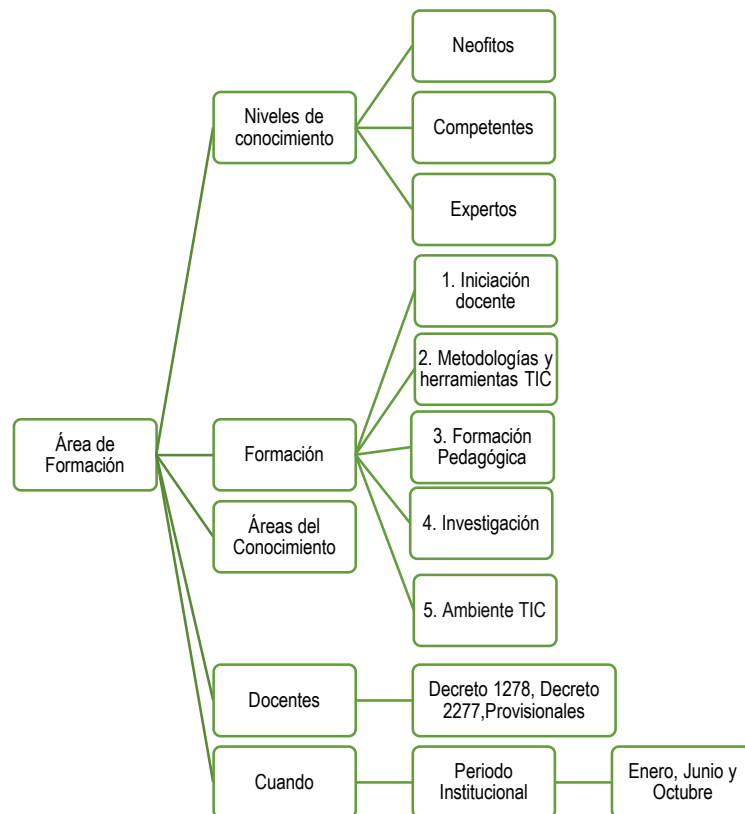 Neofitos
Niveles de
conocimiento
Competentes
Expertos
1. Iniciación
docente
2. Metodologías y
herramientas TIC
Área de
Formación
Formación
3. Formación
Pedagógica
Áreas del
Conocimiento
4. Investigación
5. Ambiente TIC
Docentes
Decreto 1278, Decreto
2277,Provisionales
Cuando
Periodo
Institucional
Enero, Junio y
Octubre